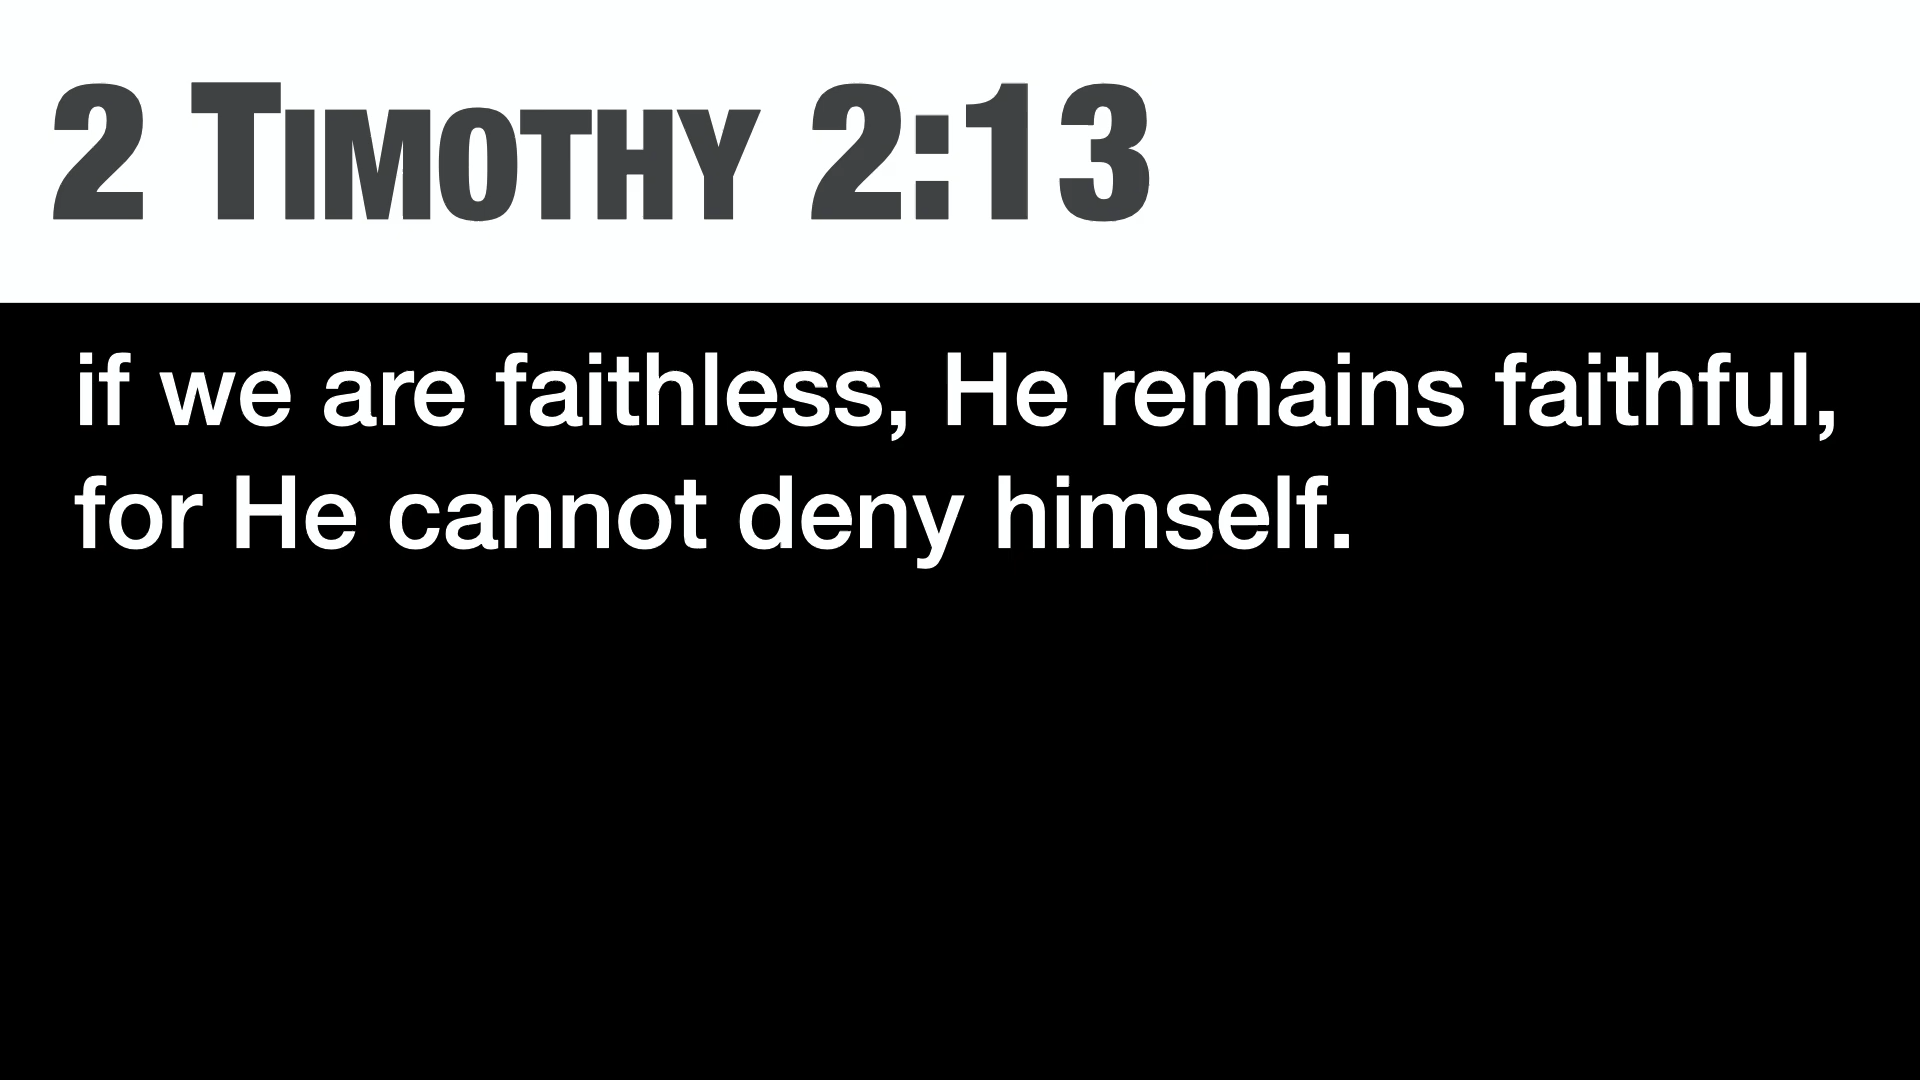 2 Timothy 2:13
if we are faithless, He remains faithful,
for He cannot deny himself.